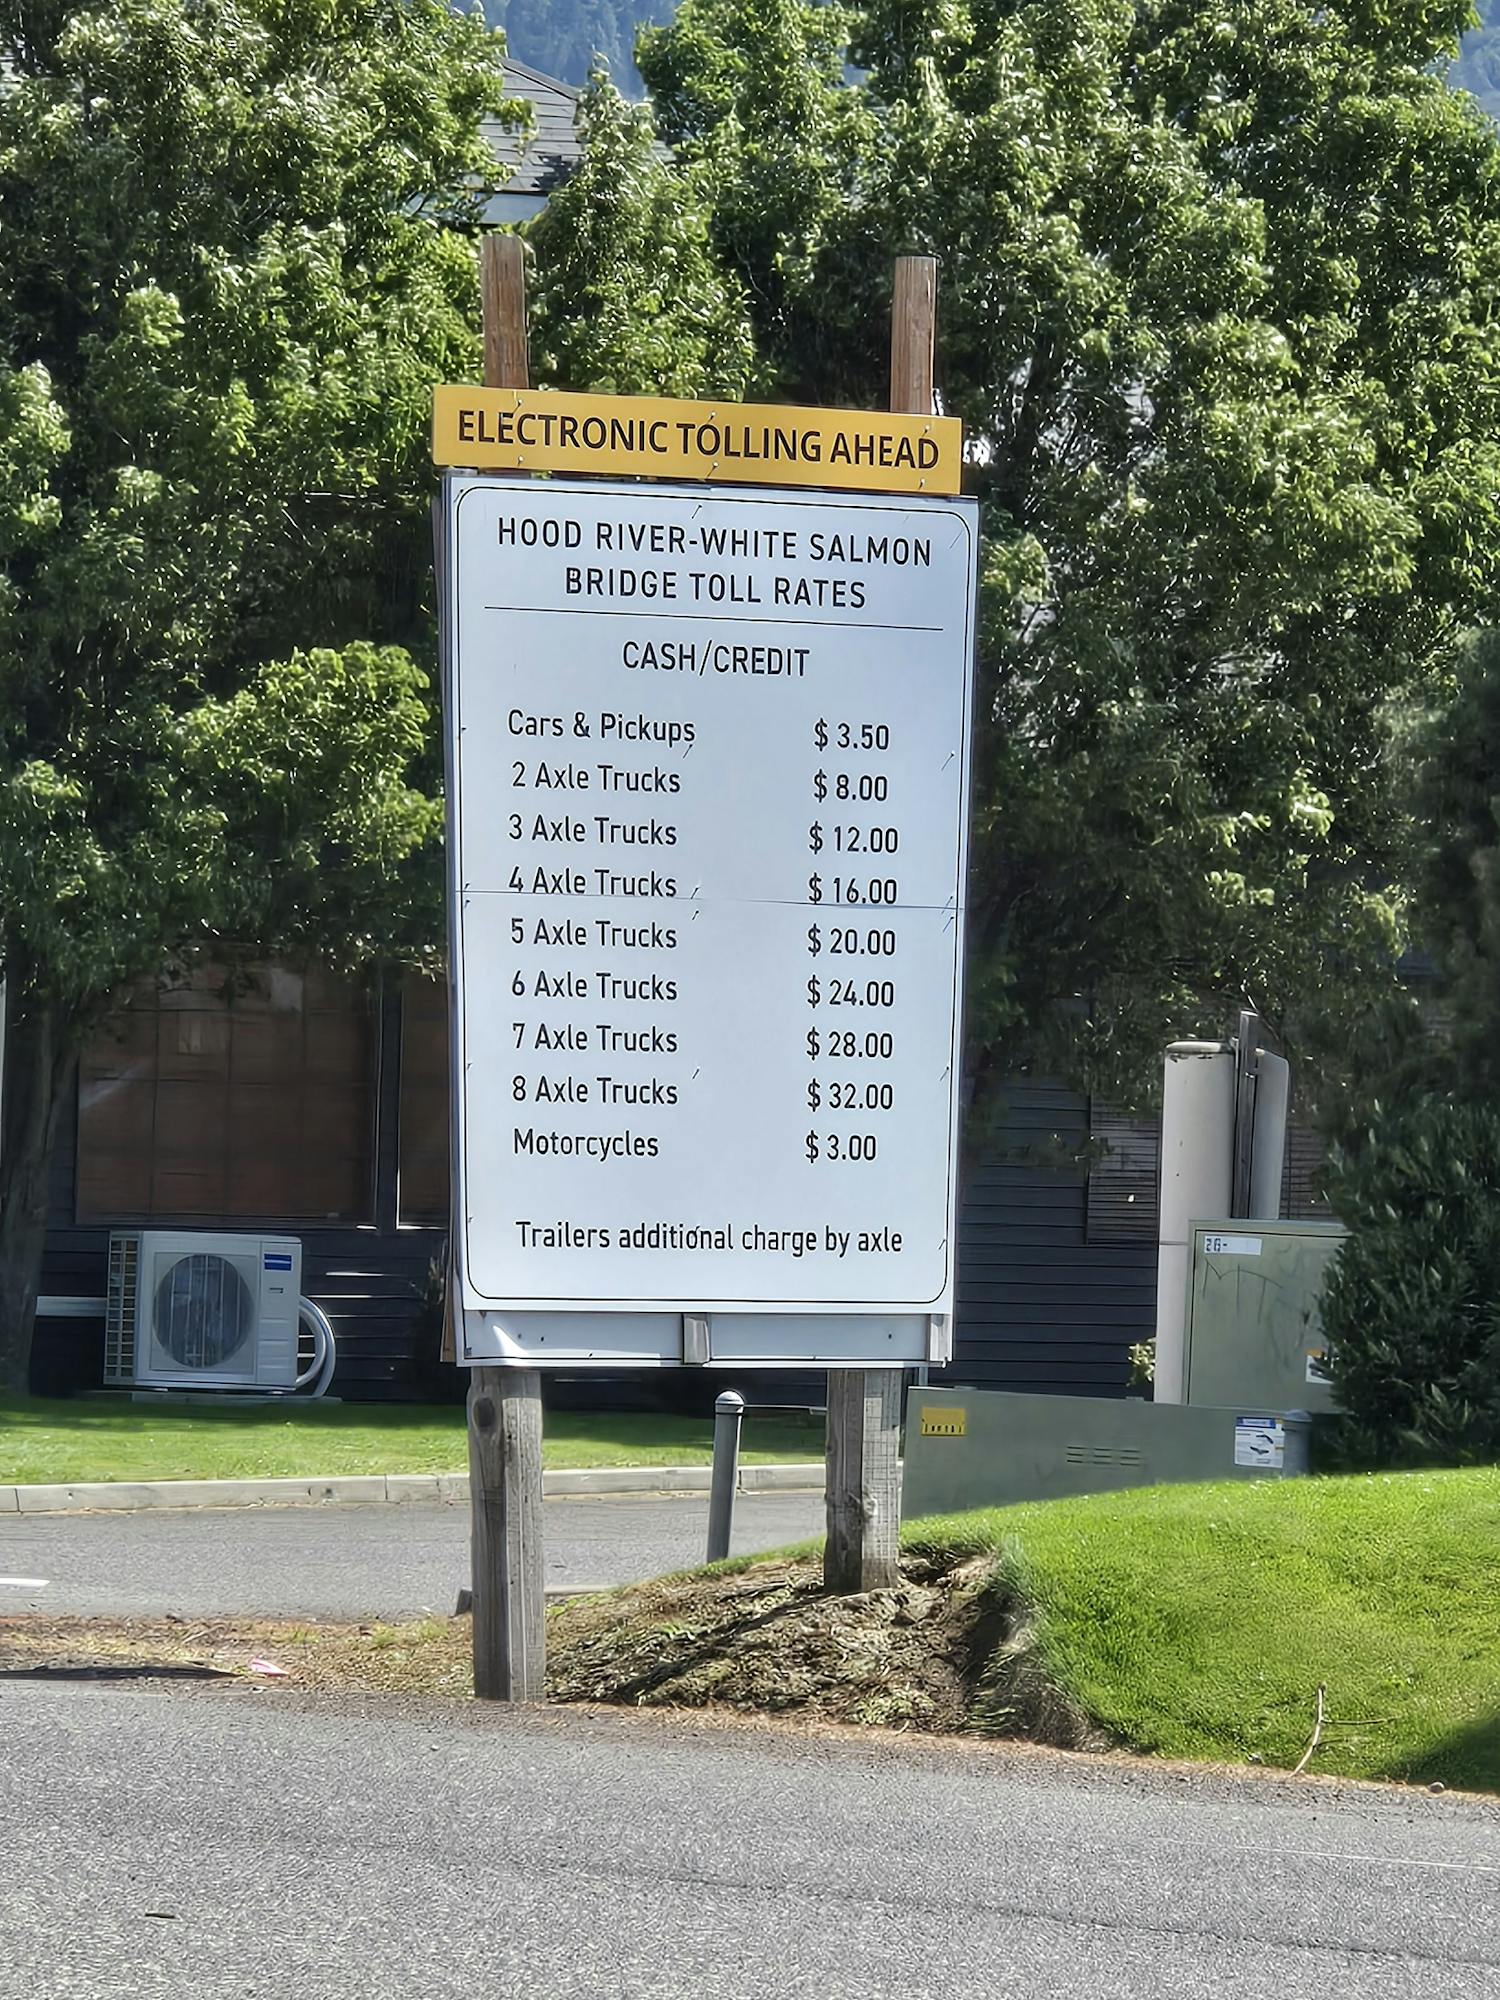 ELECTRONIC TOLLING AHEAD
HOOD RIVER-WHITE SALMON
BRIDGE TOLL RATES
CASH/CREDIT
Cars & Pickups $ 3.50
2 Axle Trucks $ 8.00
3 Axle Trucks $ 12.00
4 Axle Trucks $ 16.00
5 Axle Trucks $ 20.00
6 Axle Trucks $ 24.00
7 Axle Trucks $ 28.00
8 Axle Trucks $ 32.00
Motorcycles $ 3.00
Trailers additional charge by axle